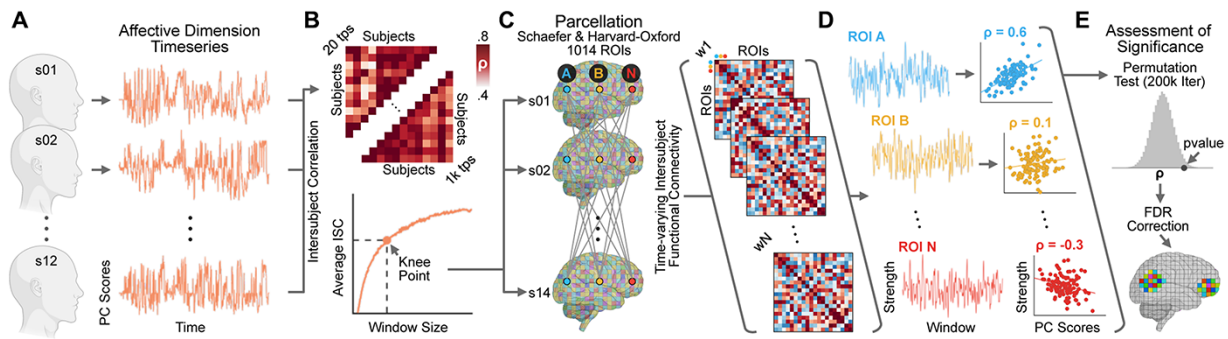 A
Affective Dimension
Timeseries
s01
s02
s12
PC Scores
Time
Intersubject Correlation
B
20 tps
Subjects
Subjects
.8
ρ
.4
Subjects
Subjects
1k tps
Average ISC
Knee
Point
Window Size
C
Parcellation
Schaefer & Harvard-Oxford
1014 ROIs
A
B
N
s01
s02
s14
Time-varying Intersubject
Functional Connectivity
w1
ROIs
ROIs
wN
D
ROI A
ρ = 0.6
ROI B
ρ = 0.1
ROI N
ρ = -0.3
Strength
Window
Strength
PC Scores
E
Assessment of
Significance
Permutation
Test (200k Iter)
pvalue
ρ
FDR
Correction